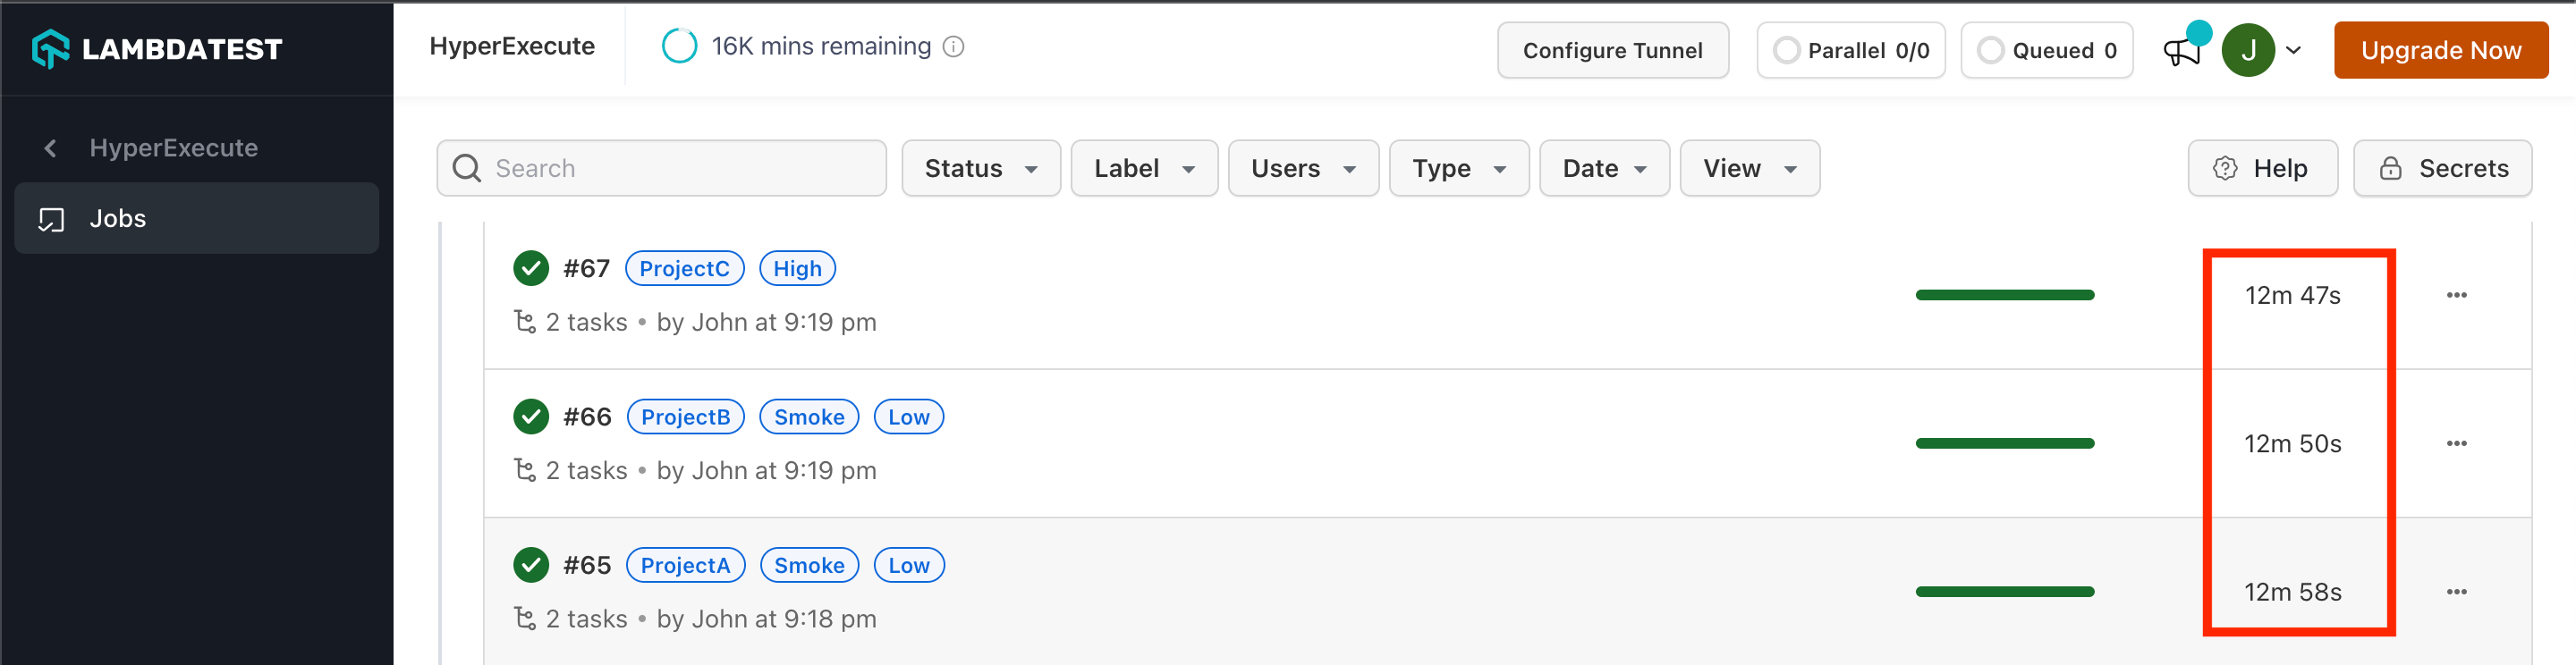 LAMBDATEST
HyperExecute
16K mins remaining
Configure Tunnel
Parallel 0/0
Queued 0
J
Upgrade Now
HyperExecute
Jobs
Search
Status
Label
Users
Type
Date
View
Help
Secrets
#67 ProjectC High
2 tasks • by John at 9:19 pm
12m 47s
#66 ProjectB Smoke Low
2 tasks • by John at 9:19 pm
12m 50s
#65 ProjectA Smoke Low
2 tasks • by John at 9:18 pm
12m 58s